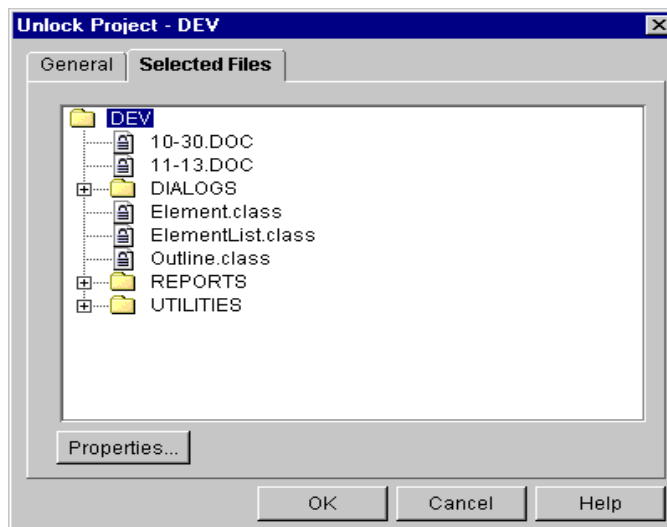 Unlock Project - DEV
General Selected Files
DEV
10-30.DOC
11-13.DOC
DIALOGS
Element.class
ElementList.class
Outline.class
REPORTS
UTILITIES
Properties...
OK Cancel Help